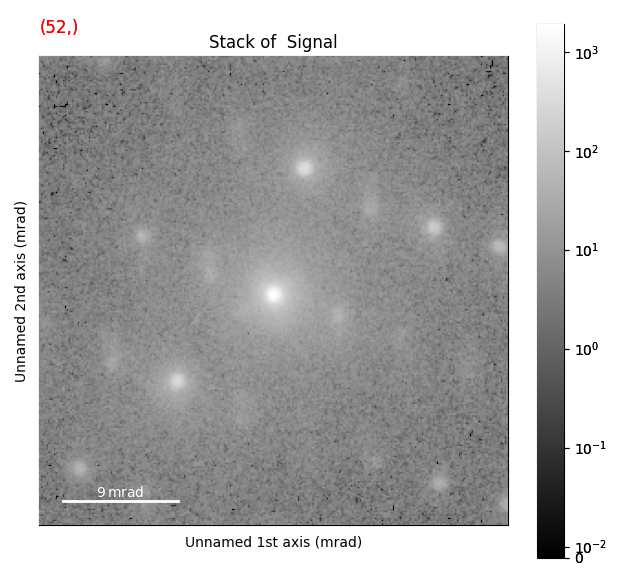 (52,)
Stack of  Signal
Unnamed 2nd axis (mrad)
9 mrad
Unnamed 1st axis (mrad)
10³
10²
10¹
10⁰
10⁻¹
10⁻²
0